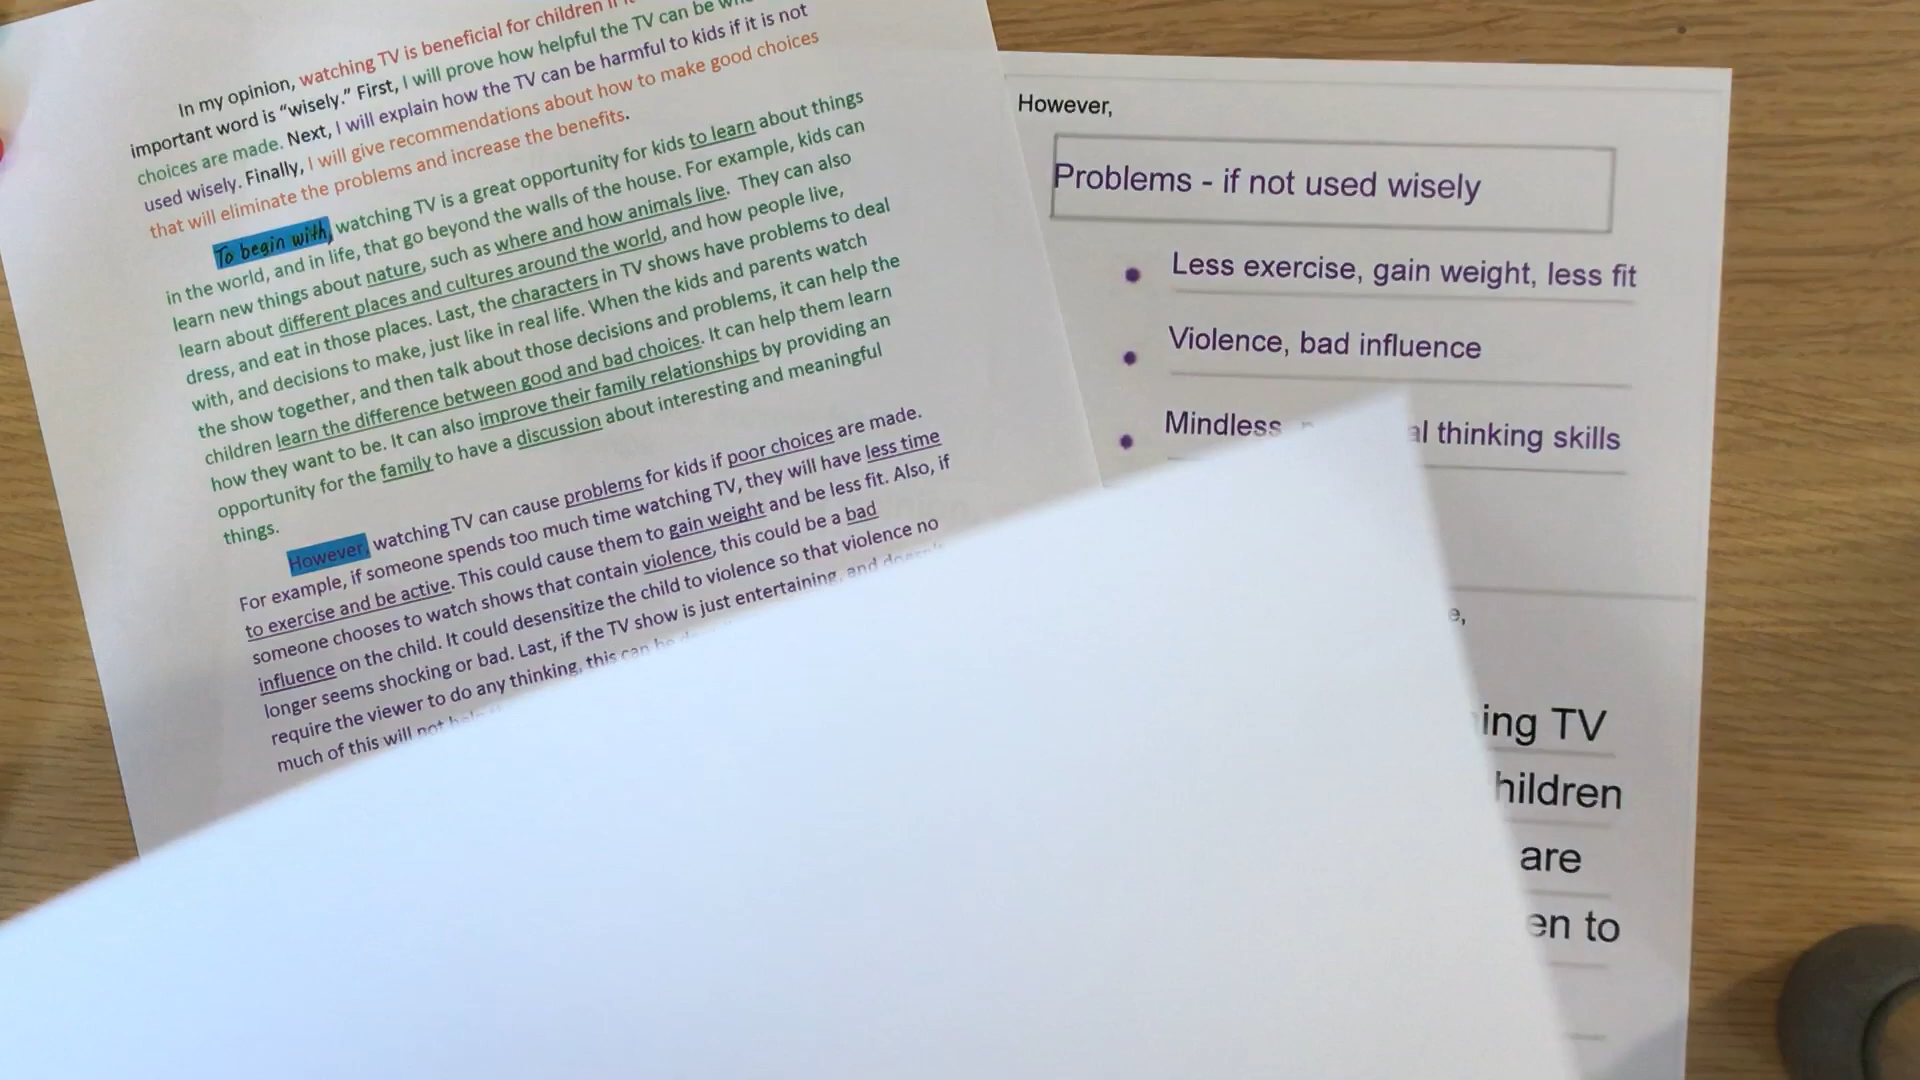 In my opinion, watching TV is beneficial for children
important word is “wisely.” First, I will prove how helpful the TV can be
choices are made. Next, I will explain how the TV can be harmful to kids if it is not
used wisely. Finally, I will give recommendations about how to make good choices
that will eliminate the problems and increase the benefits.
To begin with, watching TV is a great opportunity for kids to learn about things
in the world, and in life, that go beyond the walls of the house. For example, kids can
learn new things about nature, such as where and how animals live. They can also
learn about different places and cultures around the world, and how people live,
dress, and eat in those places. Last, the characters in TV shows have problems to deal
with, and decisions to make, just like in real life. When the kids and parents watch
the show together, and then talk about those decisions and problems, it can help the
children learn the difference between good and bad choices. It can help them learn
how they want to be. It can also improve their family relationships by providing an
opportunity for the family to have a discussion about interesting and meaningful
things.
However, watching TV can cause problems for kids if poor choices are made.
For example, if someone spends too much time watching TV, they will have less time
to exercise and be active. This could cause them to gain weight and be less fit. Also, if
someone chooses to watch shows that contain violence, this could be a bad
influence on the child. It could desensitize the child to violence so that violence no
longer seems shocking or bad. Last, if the TV show is just entertaining, and doesn't
require the viewer to do any thinking, this can be
much of this will not help
However,
Problems - if not used wisely
Less exercise, gain weight, less fit
Violence, bad influence
Mindless thinking skills
ing TV
hildren
are
en to